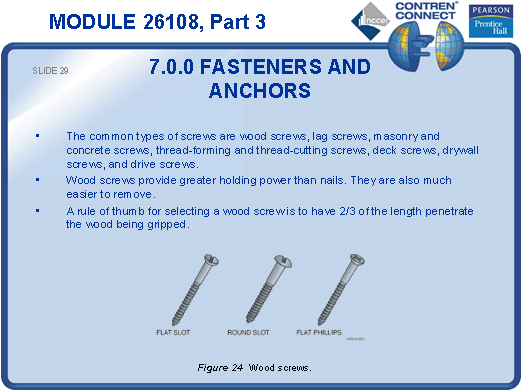 MODULE 26108, Part 3
nccer
CONTREN®
CONNECT
PEARSON
Prentice
Hall
SLIDE 29
7.0.0 FASTENERS AND
ANCHORS
• The common types of screws are wood screws, lag screws, masonry and
concrete screws, thread-forming and thread-cutting screws, deck screws, drywall
screws, and drive screws.
• Wood screws provide greater holding power than nails. They are also much
easier to remove.
• A rule of thumb for selecting a wood screw is to have 2/3 of the length penetrate
the wood being gripped.
FLAT SLOT ROUND SLOT FLAT PHILLIPS
Figure 24 Wood screws.